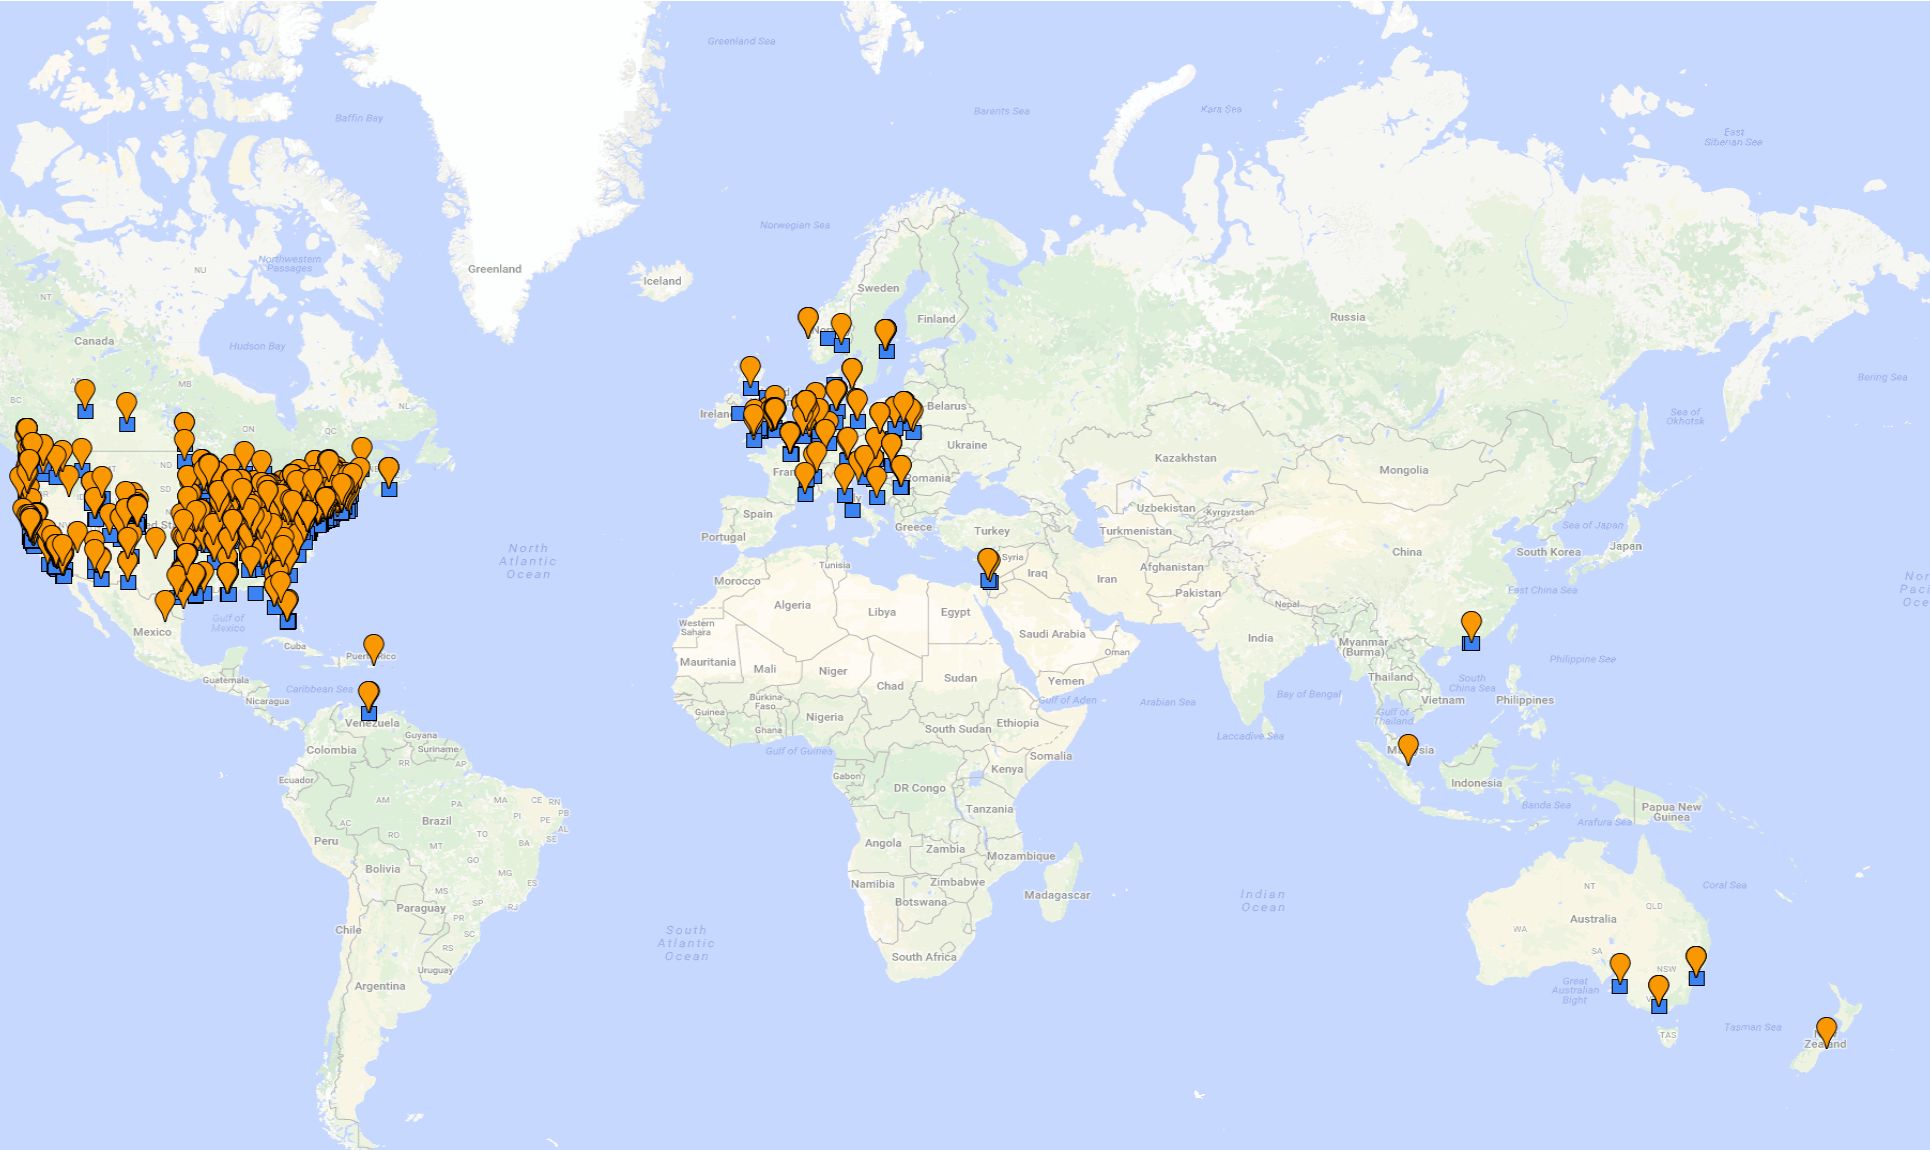 Greenland Sea
Baffin Bay
Barents Sea
Kara Sea
East
Siberian Sea
Norwegian Sea
Northwestern
Passages
NU
NT
Greenland
Iceland
Sweden
Finland
Russia
Canada
Hudson Bay
Bering Sea
MB
BC
NL
Sea of
Okhotsk
Ireland
Belarus
ON
QC
Ukraine
Kazakhstan
Mongolia
ND
SD
Spain
Portugal
Greece
Turkey
Uzbekistan
Kyrgyzstan
Turkmenistan
Sea of Japan
Japan
South Korea
China
North
Atlantic
Ocean
Tunisia
Syria
Iraq
Iran
Afghanistan
Pakistan
Morocco
Algeria
Libya
Egypt
Nepal
East China Sea
Western
Sahara
Saudi Arabia
India
Myanmar
(Burma)
Gulf of
Mexico
Mexico
Cuba
Oman
Mauritania
Mali
Niger
Chad
Sudan
Yemen
Thailand
South
China Sea
Philippine Sea
Guatemala
Nicaragua
Caribbean Sea
Burkina
Faso
Guinea
Ghana
Nigeria
Gulf of Aden
Arabian Sea
Bay of Bengal
Vietnam
Philippines
Gulf of
Thailand
Venezuela
Guyana
Suriname
Colombia
South Sudan
Ethiopia
Somalia
Laccadive Sea
Gulf of Guinea
Ecuador
RR
AP
Gabon
DR Congo
Kenya
Indonesia
AM
PA
MA
CE
RN
PB
PI
PE
AL
SE
AC
RO
TO
BA
Brazil
Peru
MT
Tanzania
Banda Sea
Arafura Sea
Papua New
Guinea
Bolivia
GO
MG
Angola
Zambia
Mozambique
MS
ES
SP
RJ
Namibia
Zimbabwe
Botswana
Madagascar
Indian
Ocean
NT
Coral Sea
QLD
Australia
WA
SA
NSW
Paraguay
PR
SC
RS
Chile
Uruguay
Argentina
South
Atlantic
Ocean
South Africa
Great
Australian
Bight
TAS
Tasman Sea
Zealand